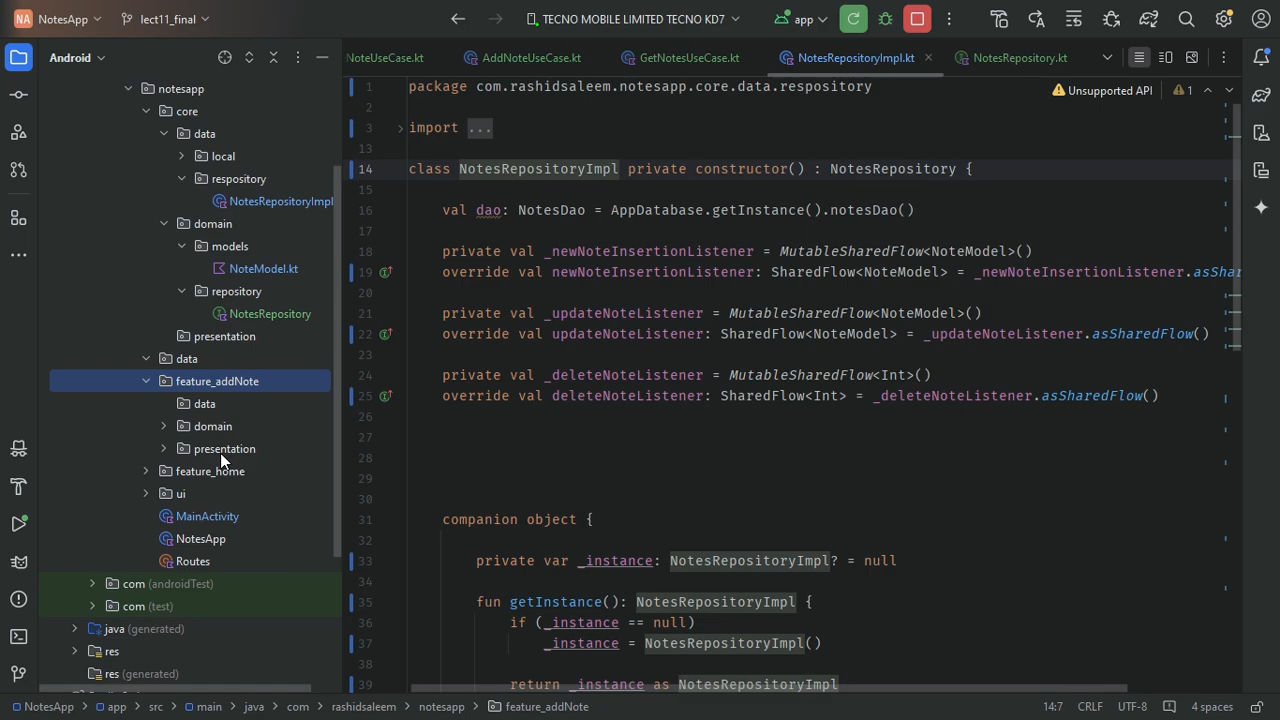 NA NotesApp lect11_final TECNO MOBILE LIMITED TECNO KD7 app
Android
NoteUseCase.kt AddNoteUseCase.kt GetNotesUseCase.kt NotesRepositoryImpl.kt NotesRepository.kt
Unsupported API 1
notesapp
core
data
local
respository
NotesRepositoryImpl
domain
models
NoteModel.kt
repository
NotesRepository
presentation
data
feature_addNote
data
domain
presentation
feature_home
ui
MainActivity
NotesApp
Routes
com (androidTest)
com (test)
java (generated)
res
res (generated)
1 package com.rashidsaleem.notesapp.core.data.respository
2
3 import ...
13
14 class NotesRepositoryImpl private constructor() : NotesRepository {
15
16 val dao: NotesDao = AppDatabase.getInstance().notesDao()
17
18 private val _newNoteInsertionListener = MutableSharedFlow<NoteModel>()
19 override val newNoteInsertionListener: SharedFlow<NoteModel> = _newNoteInsertionListener.asShar
20
21 private val _updateNoteListener = MutableSharedFlow<NoteModel>()
22 override val updateNoteListener: SharedFlow<NoteModel> = _updateNoteListener.asSharedFlow()
23
24 private val _deleteNoteListener = MutableSharedFlow<Int>()
25 override val deleteNoteListener: SharedFlow<Int> = _deleteNoteListener.asSharedFlow()
26
27
28
29
30
31 companion object {
32
33 private var _instance: NotesRepositoryImpl? = null
34
35 fun getInstance(): NotesRepositoryImpl {
36 if (_instance == null)
37 _instance = NotesRepositoryImpl()
38
39 return _instance as NotesRepositoryImpl
NotesApp app src main java com rashidsaleem notesapp feature_addNote 14:7 CRLF UTF-8 4 spaces